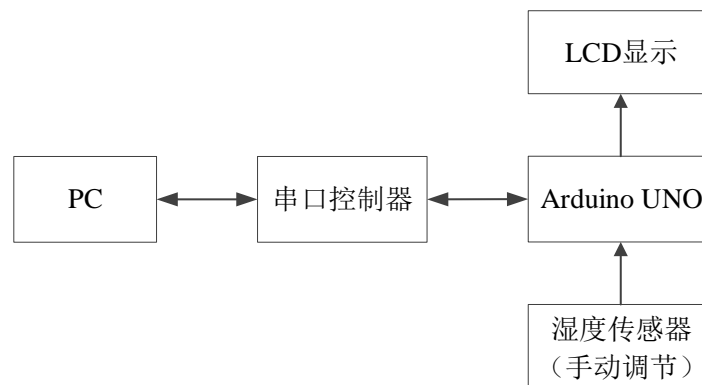 LCD显示
PC
串口控制器
Arduino UNO
湿度传感器
（手动调节）